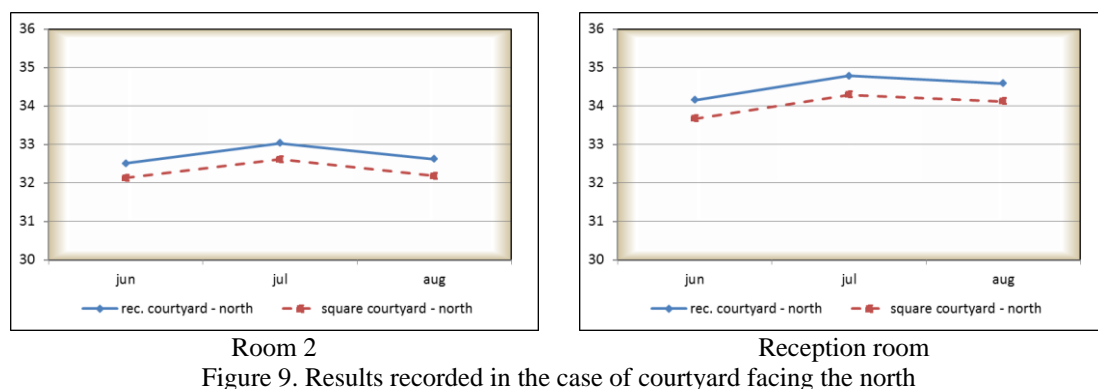 36
35
34
33
32
31
30
jun jul aug
rec. courtyard - north square courtyard - north
36
35
34
33
32
31
30
jun jul aug
rec. courtyard - north square courtyard - north
Room 2 Reception room
Figure 9. Results recorded in the case of courtyard facing the north